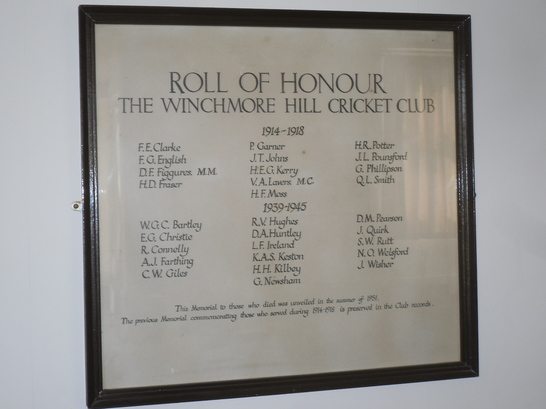 ROLL OF HONOUR
THE WINCHMORE HILL CRICKET CLUB
1914-1918
F.E. Clarke
F.G. English
D.F. Figgures. M.M.
H.D. Fraser
P. Garner
J.T. Johns
H.E.G. Kerry
V.A. Lavers M.C.
H.F. Moss
H.R. Potter
J.L. Pounsford
G. Phillipson
Q.L. Smith
1939-1945
W.G.C. Bartley
E.G. Christie
R. Connolly
A.J. Farthing
C.W. Giles
R.V. Hughes
D.A. Huntley
L.F. Ireland
K.A.S. Keston
H.H. Kilbey
G. Newsham
D.M. Pearson
J. Quirk
S.W. Rutt
N.O. Welsford
J. Wisher
This Memorial to those who died was unveiled in the summer of 1951.
The previous Memorial commemorating those who served during 1914-1918 is preserved in the Club records.